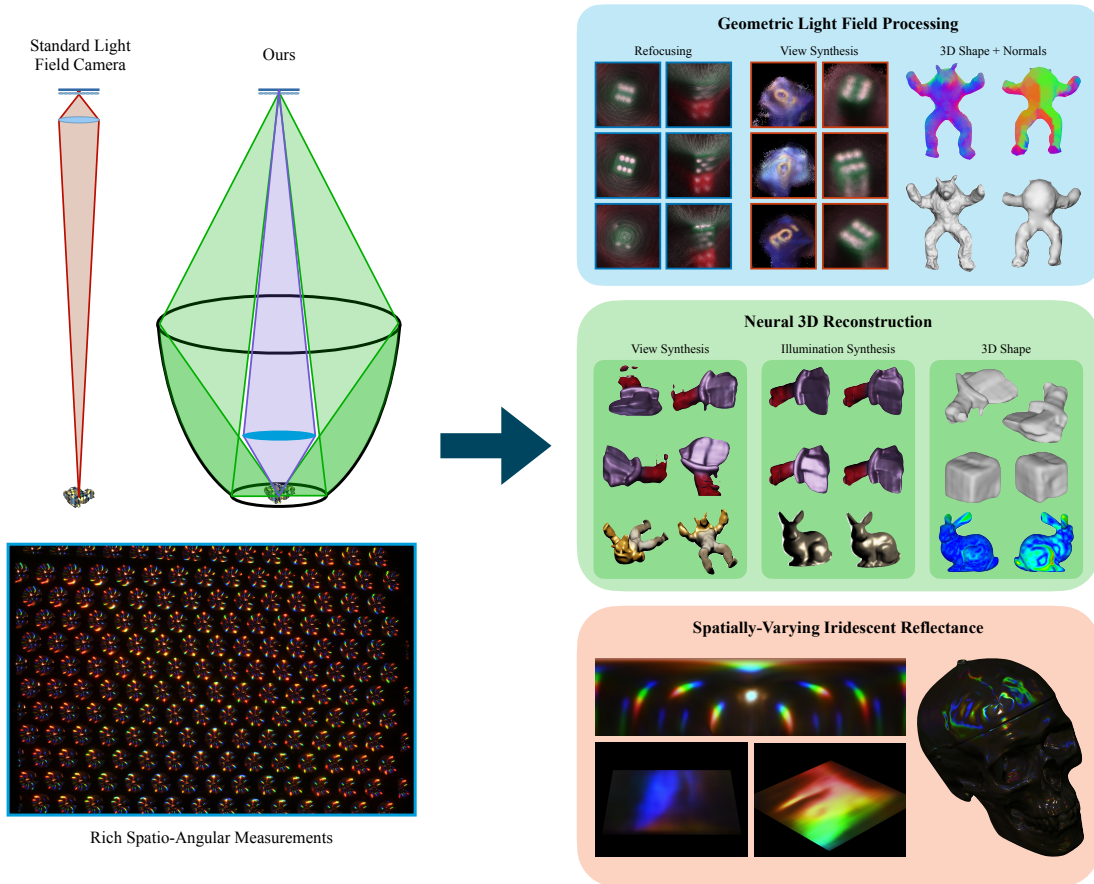 Standard Light
Field Camera
Ours
Rich Spatio-Angular Measurements
Geometric Light Field Processing
Refocusing
View Synthesis
3D Shape + Normals
Neural 3D Reconstruction
View Synthesis
Illumination Synthesis
3D Shape
Spatially-Varying Iridescent Reflectance